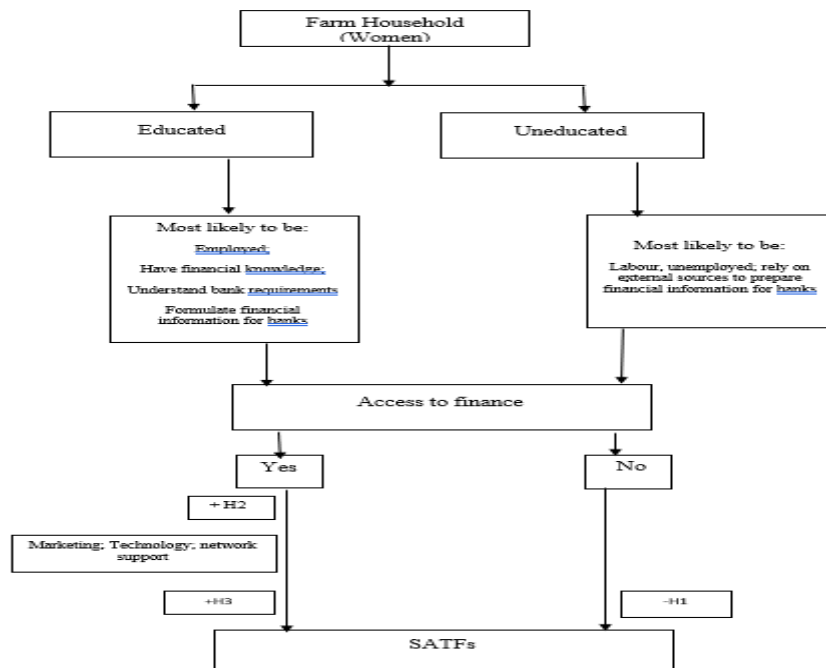 Farm Household
(Women)
Educated
Uneducated
Most likely to be:
Employed;
Have financial knowledge;
Understand bank requirements
Formulate financial
information for banks
Most likely to be:
Labour, unemployed; rely on
external sources to prepare
financial information for banks
Access to finance
Yes
No
+ H2
Marketing; Technology; network
support
+H3
-H1
SATFs